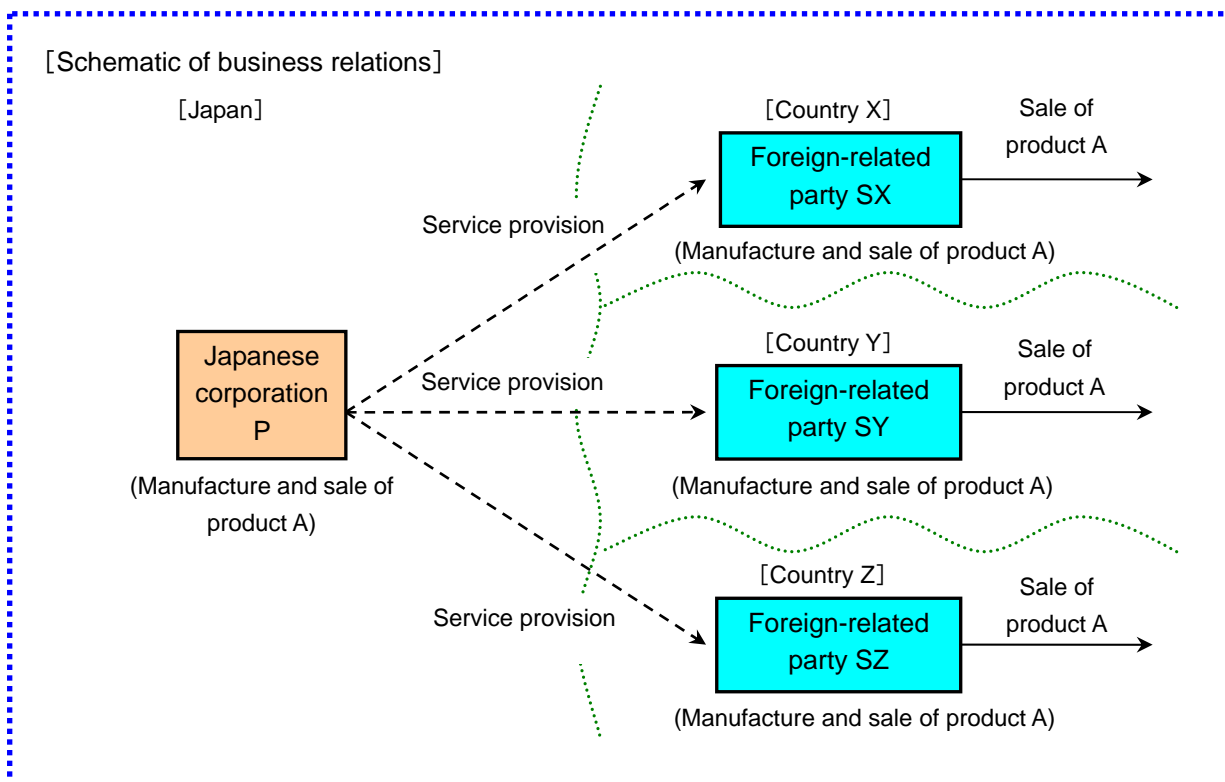 ［Schematic of business relations］
［Japan］
［Country X］
Sale of
product A
Foreign-related
party SX
Service provision
(Manufacture and sale of product A)
Japanese
corporation
P
(Manufacture and sale of
product A)
［Country Y］
Sale of
product A
Service provision
Foreign-related
party SY
(Manufacture and sale of product A)
［Country Z］
Sale of
product A
Service provision
Foreign-related
party SZ
(Manufacture and sale of product A)